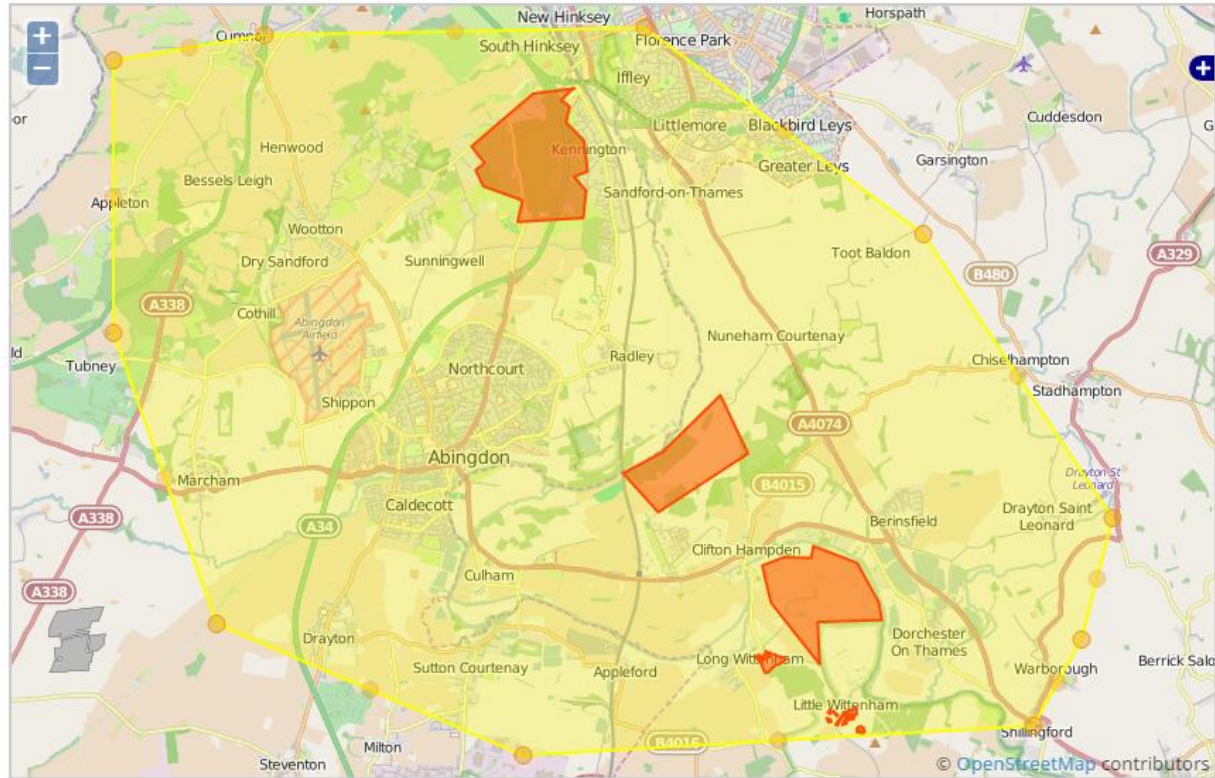 New Hinksey
Horspath
Cumnor
South Hinksey
Florence Park
+
−
Iffley
+
or
Cuddesdon
Littlemore
Blackbird Leys
G
Henwood
Kennington
Garsington
Greater Leys
Bessels Leigh
Sandford-on-Thames
Appleton
Wootton
Toot Baldon
A329
Dry Sandford
Sunningwell
B480
A338
Cothill
Abingdon
Airfield
Nuneham Courtenay
ld
Radley
Chiselhampton
Tubney
Northcourt
Stadhampton
Shippon
A4074
Abingdon
Drayton St
Leonard
Marcham
B4015
Caldecott
Drayton Saint
Leonard
A338
A34
Berinsfield
Clifton Hampden
Culham
A338
Drayton
Dorchester
On Thames
Sutton Courtenay
Appleford
Long Wittenham
Warborough
Berrick Salo
Little Wittenham
Shillingford
Milton
B4016
Steventon
© OpenStreetMap contributors